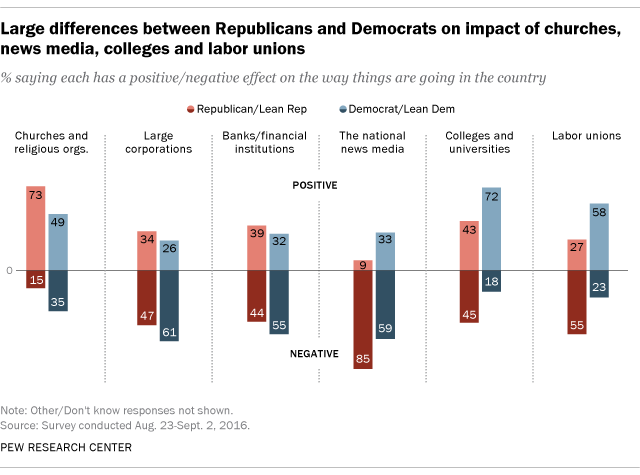 Large differences between Republicans and Democrats on impact of churches,
news media, colleges and labor unions
% saying each has a positive/negative effect on the way things are going in the country
Republican/Lean Rep Democrat/Lean Dem
Churches and
religious orgs.
Large
corporations
Banks/financial
institutions
The national
news media
Colleges and
universities
Labor unions
POSITIVE
73 49 34 26 39 32 9 33 43 72 27 58
0
15 35 47 61 44 55 85 59 45 18 55 23
NEGATIVE
Note: Other/Don't know responses not shown.
Source: Survey conducted Aug. 23-Sept. 2, 2016.
PEW RESEARCH CENTER